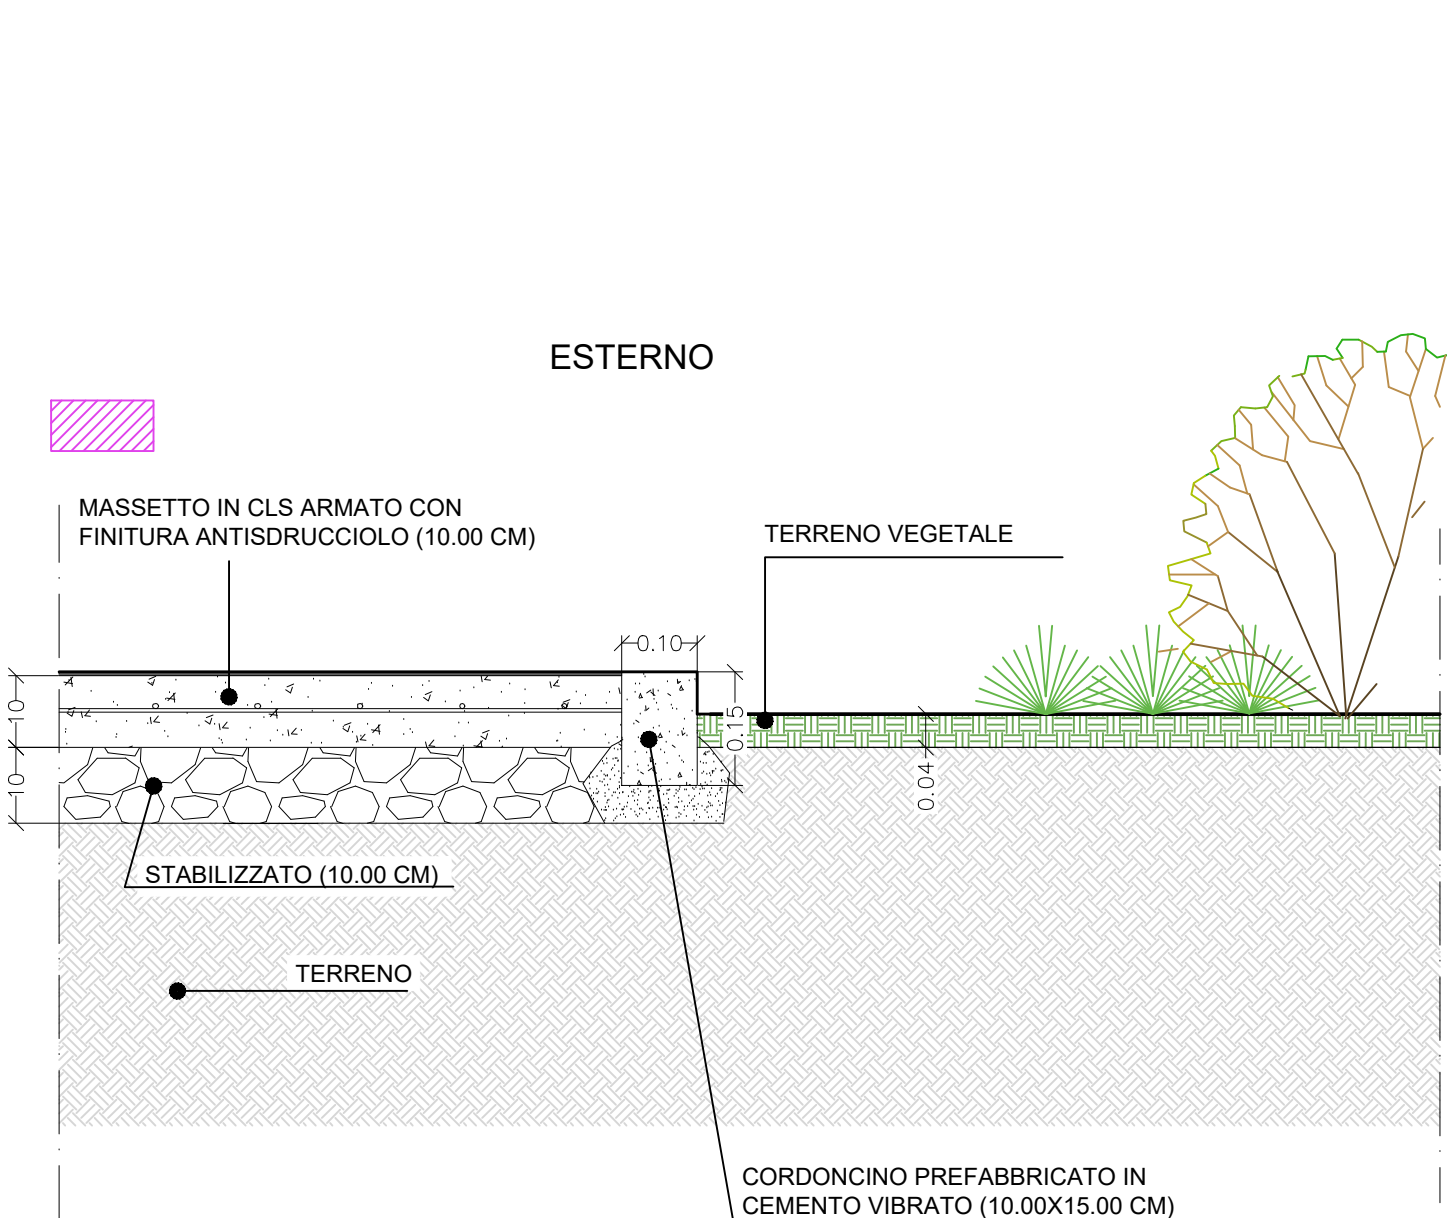 ESTERNO
MASSETTO IN CLS ARMATO CON
FINITURA ANTISDRUCCIOLO (10.00 CM)
TERRENO VEGETALE
0.10
10
0.15
10
0.04
STABILIZZATO (10.00 CM)
TERRENO
CORDONCINO PREFABBRICATO IN
CEMENTO VIBRATO (10.00X15.00 CM)